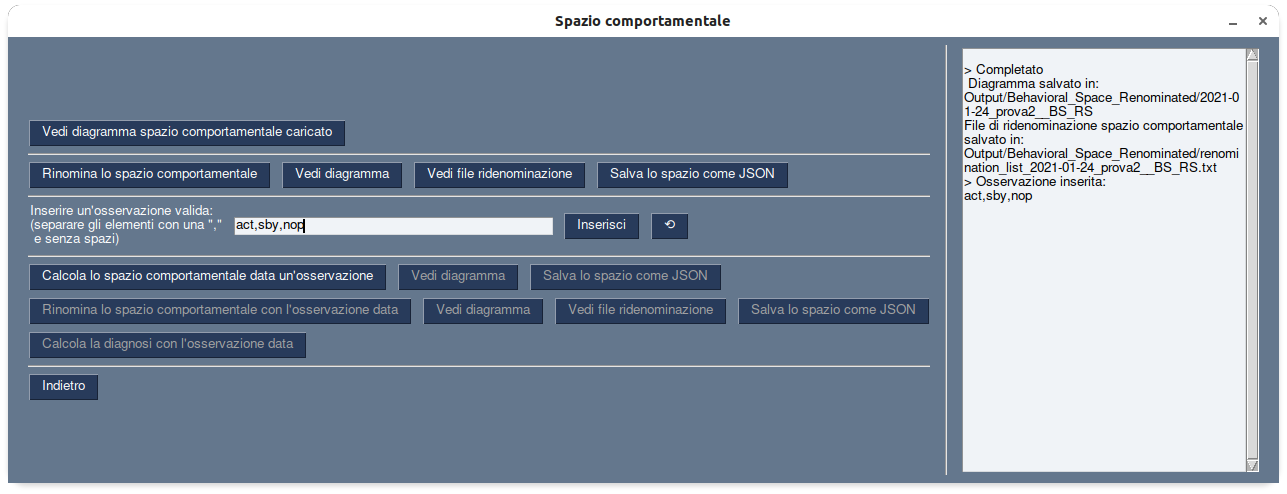 Spazio comportamentale
Vedi diagramma spazio comportamentale caricato
Rinomina lo spazio comportamentale
Vedi diagramma
Vedi file ridenominazione
Salva lo spazio come JSON
Inserire un'osservazione valida:
(separare gli elementi con una ","
e senza spazi)
act,sby,nop
Inserisci
⟲
Calcola lo spazio comportamentale data un'osservazione
Vedi diagramma
Salva lo spazio come JSON
Rinomina lo spazio comportamentale con l'osservazione data
Vedi diagramma
Vedi file ridenominazione
Salva lo spazio come JSON
Calcola la diagnosi con l'osservazione data
Indietro
> Completato
Diagramma salvato in:
Output/Behavioral_Space_Renominated/2021-0
1-24_prova2__BS_RS
File di ridenominazione spazio comportamentale
salvato in:
Output/Behavioral_Space_Renominated/renomi
nation_list_2021-01-24_prova2__BS_RS.txt
> Osservazione inserita:
act,sby,nop